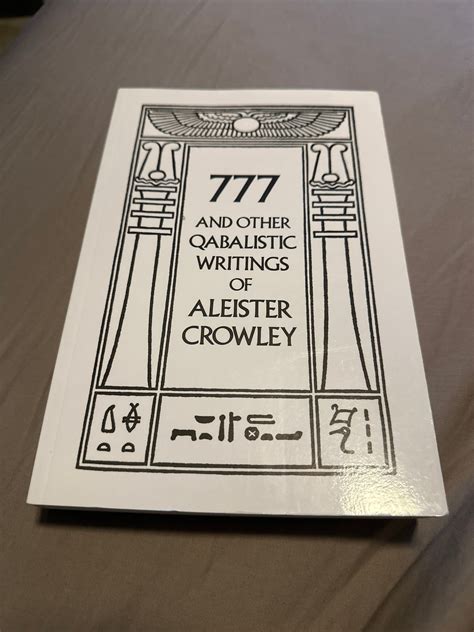 777
AND OTHER
QABALISTIC
WRITINGS
OF
ALEISTER
CROWLEY